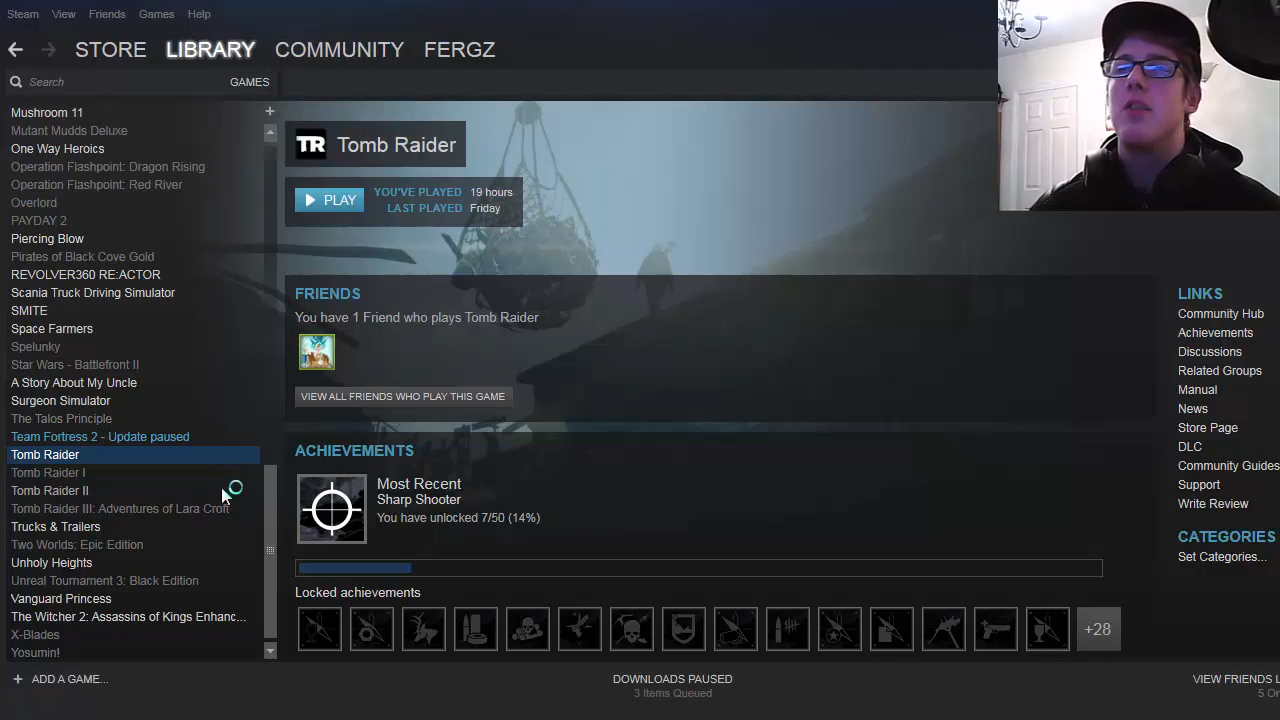 Steam View Friends Games Help
STORE LIBRARY COMMUNITY FERGZ
Search GAMES
Mushroom 11
Mutant Mudds Deluxe
One Way Heroics
Operation Flashpoint: Dragon Rising
Operation Flashpoint: Red River
Overlord
PAYDAY 2
Piercing Blow
Pirates of Black Cove Gold
REVOLVER360 RE:ACTOR
Scania Truck Driving Simulator
SMITE
Space Farmers
Spelunky
Star Wars - Battlefront II
A Story About My Uncle
Surgeon Simulator
The Talos Principle
Team Fortress 2 - Update paused
Tomb Raider
Tomb Raider I
Tomb Raider II
Tomb Raider III: Adventures of Lara Croft
Trucks & Trailers
Two Worlds: Epic Edition
Unholy Heights
Unreal Tournament 3: Black Edition
Vanguard Princess
The Witcher 2: Assassins of Kings Enhanc...
X-Blades
Yosumin!
+ ADD A GAME...
TR Tomb Raider
PLAY
YOU'VE PLAYED 19 hours
LAST PLAYED Friday
FRIENDS
You have 1 Friend who plays Tomb Raider
VIEW ALL FRIENDS WHO PLAY THIS GAME
ACHIEVEMENTS
Most Recent
Sharp Shooter
You have unlocked 7/50 (14%)
Locked achievements
+28
LINKS
Community Hub
Achievements
Discussions
Related Groups
Manual
News
Store Page
DLC
Community Guides
Support
Write Review
CATEGORIES
Set Categories...
DOWNLOADS PAUSED
3 Items Queued
VIEW FRIENDS L
5 On